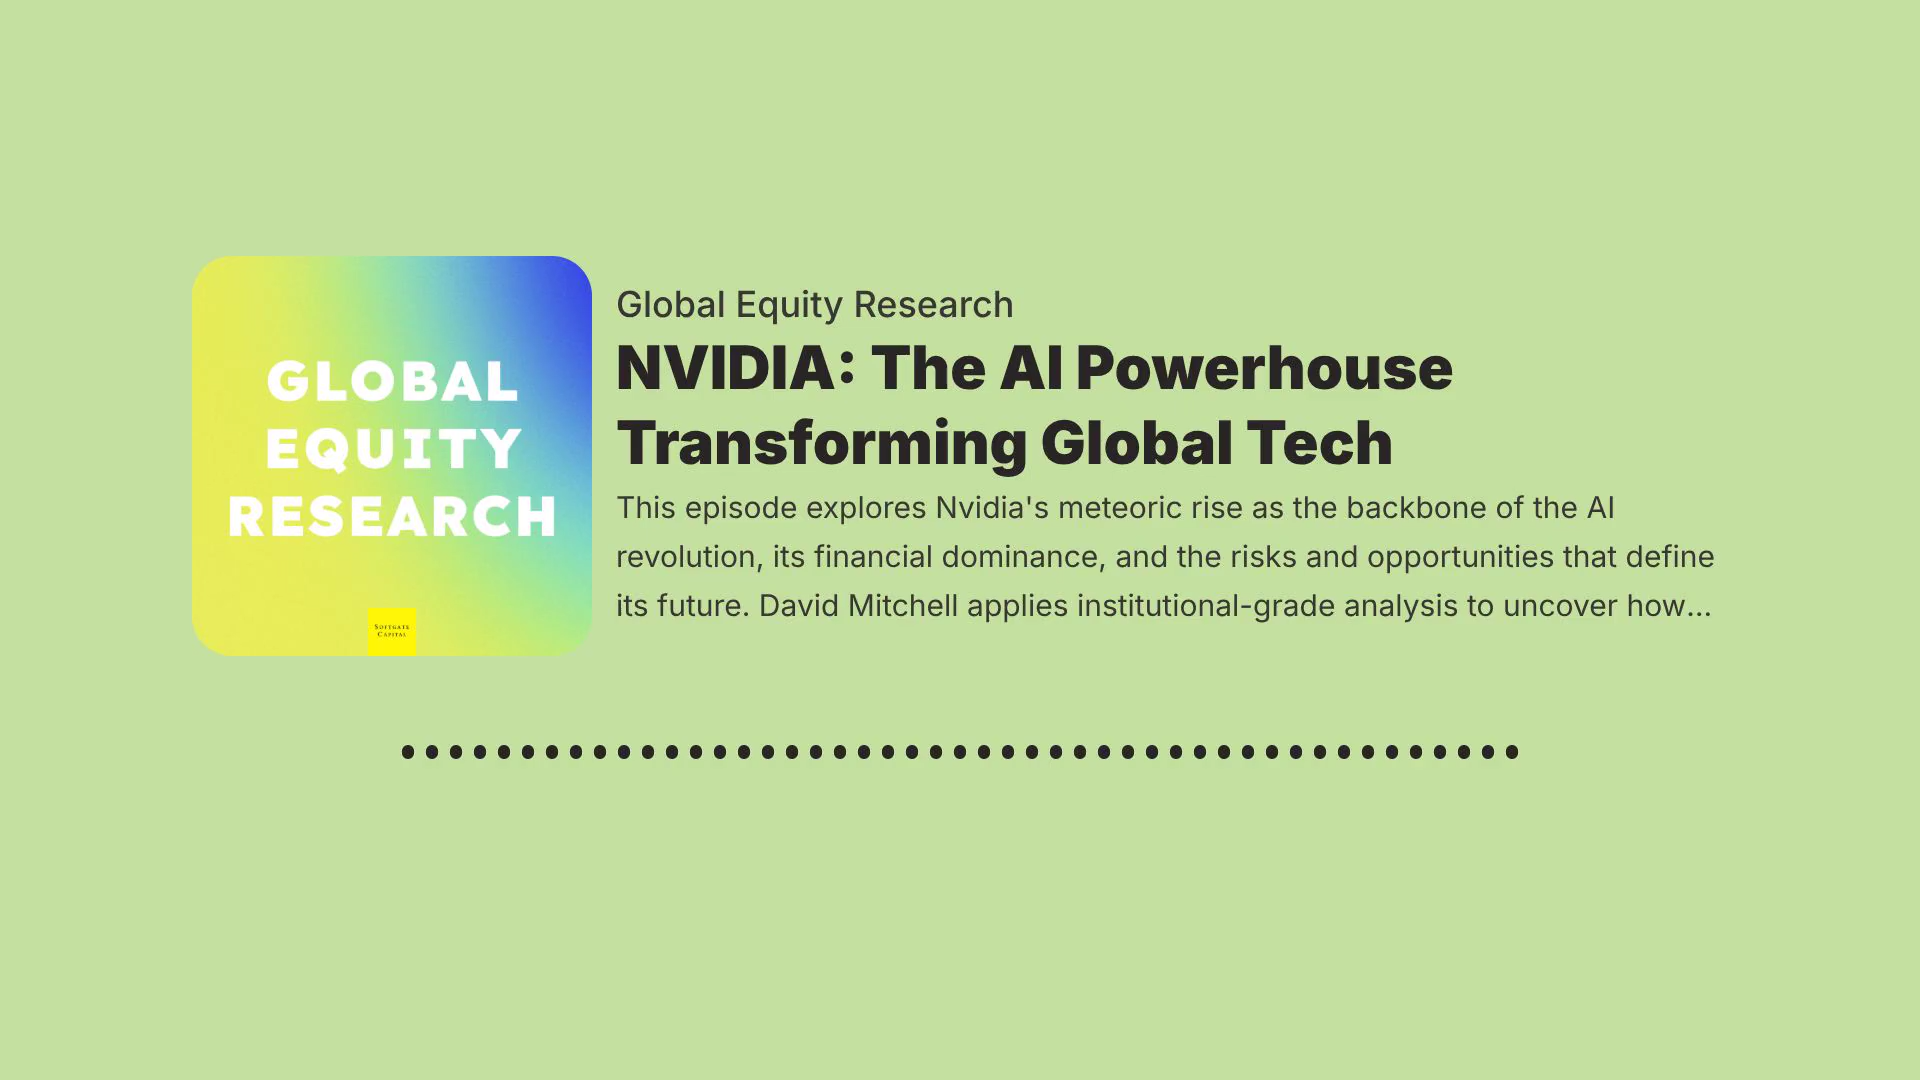 GLOBAL
EQUITY
RESEARCH
SOFTGATE
CAPITAL
Global Equity Research
NVIDIA: The AI Powerhouse
Transforming Global Tech
This episode explores Nvidia's meteoric rise as the backbone of the AI
revolution, its financial dominance, and the risks and opportunities that define
its future. David Mitchell applies institutional-grade analysis to uncover how...